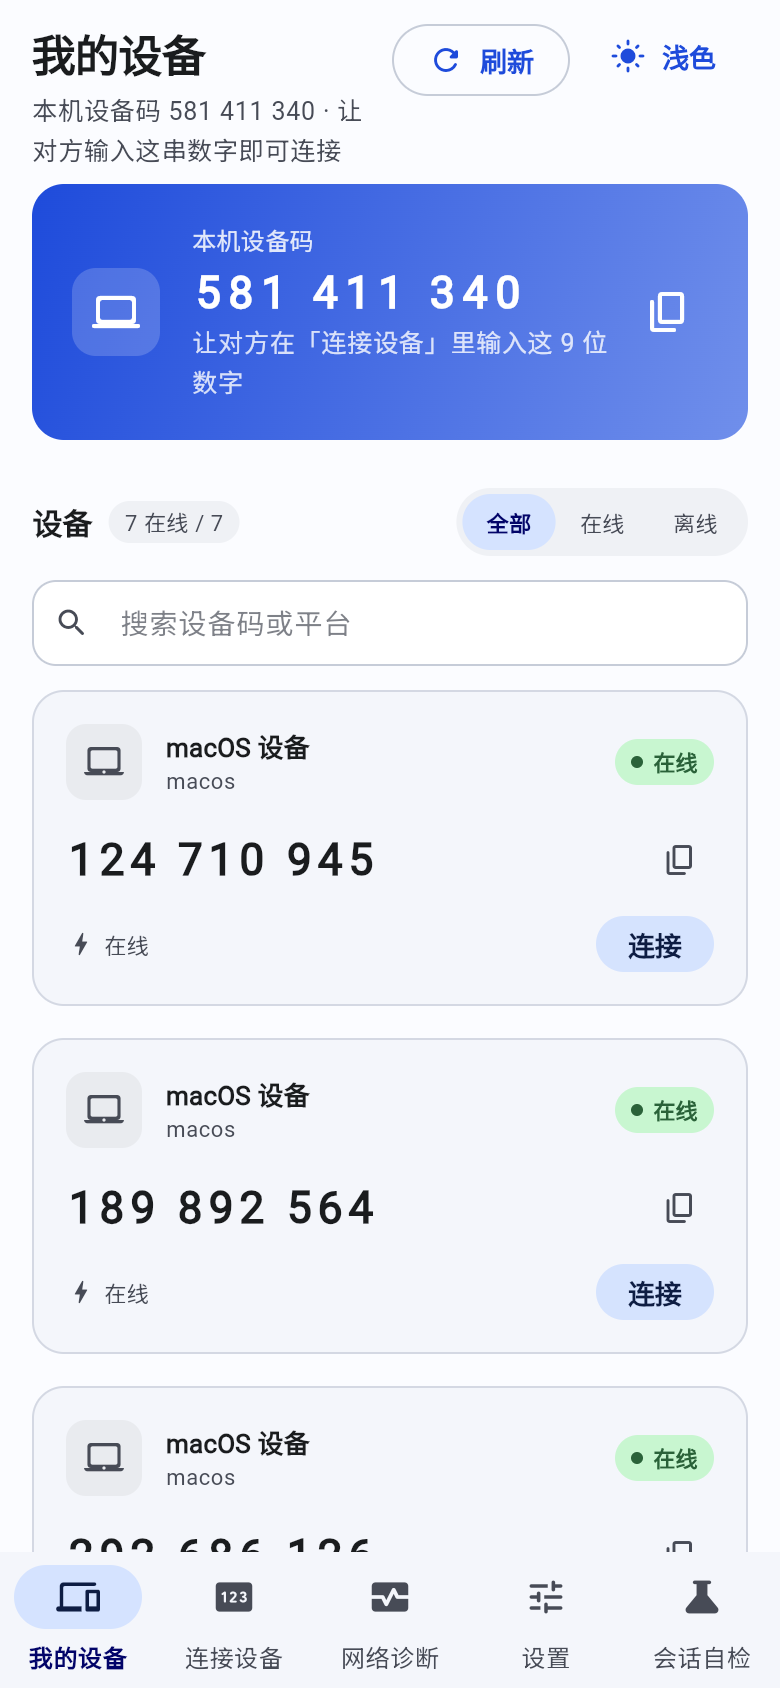 我的设备
刷新
浅色
本机设备码 581 411 340 · 让
对方输入这串数字即可连接
本机设备码
581 411 340
让对方在「连接设备」里输入这 9 位
数字
设备
7 在线 / 7
全部
在线
离线
搜索设备码或平台
macOS 设备
macos
在线
124 710 945
在线
连接
macOS 设备
macos
在线
189 892 564
在线
连接
macOS 设备
macos
在线
我的设备
123
连接设备
网络诊断
设置
会话自检